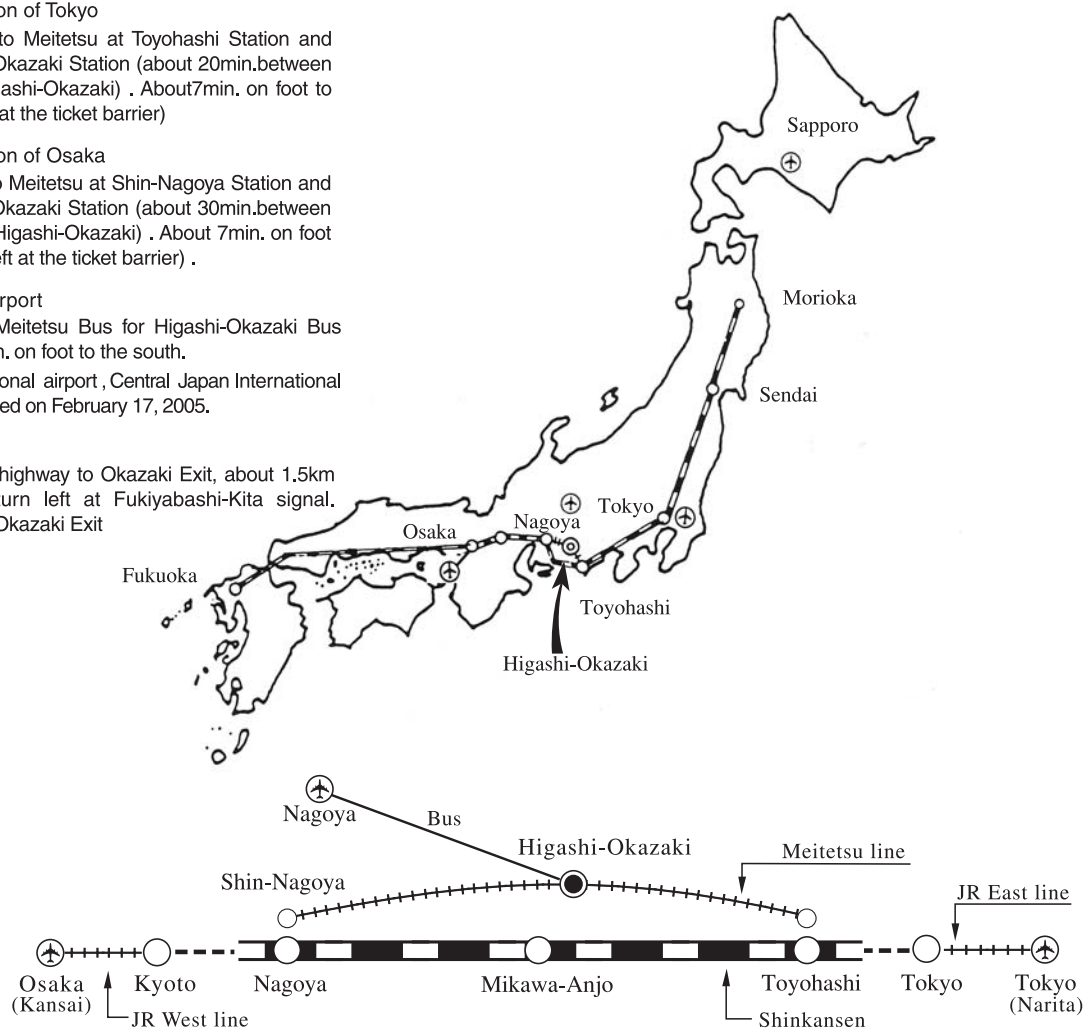 on of Tokyo
to Meitetsu at Toyohashi Station and
Okazaki Station (about 20min.between
ashi-Okazaki) . About7min. on foot to
at the ticket barrier)
on of Osaka
o Meitetsu at Shin-Nagoya Station and
Okazaki Station (about 30min.between
Higashi-Okazaki) . About 7min. on foot
eft at the ticket barrier) .
rport
Meitetsu Bus for Higashi-Okazaki Bus
n. on foot to the south.
onal airport , Central Japan International
ed on February 17, 2005.
highway to Okazaki Exit, about 1.5km
turn left at Fukiyabashi-Kita signal.
Okazaki Exit
Sapporo
Morioka
Sendai
Tokyo
Nagoya
Osaka
Fukuoka
Toyohashi
Higashi-Okazaki
Nagoya
Bus
Higashi-Okazaki
Meitetsu line
Shin-Nagoya
JR East line
Osaka
(Kansai)
Kyoto
Nagoya
Mikawa-Anjo
Toyohashi
Tokyo
Tokyo
(Narita)
JR West line
Shinkansen